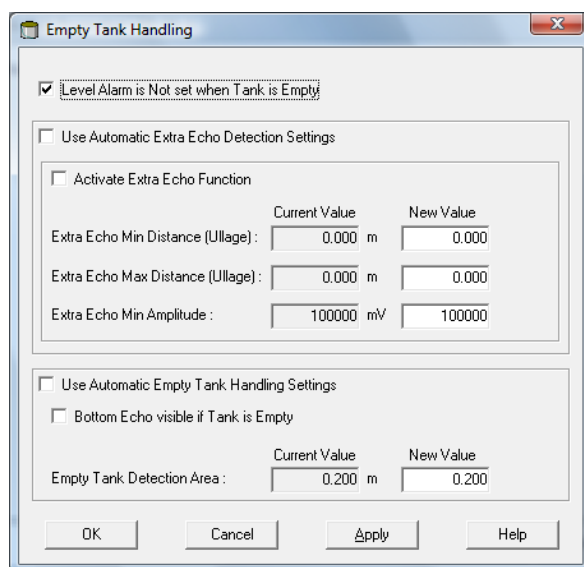 Empty Tank Handling
Level Alarm is Not set when Tank is Empty
Use Automatic Extra Echo Detection Settings
Activate Extra Echo Function
Current Value New Value
Extra Echo Min Distance (Ullage) : 0.000 m 0.000
Extra Echo Max Distance (Ullage) : 0.000 m 0.000
Extra Echo Min Amplitude : 100000 mV 100000
Use Automatic Empty Tank Handling Settings
Bottom Echo visible if Tank is Empty
Current Value New Value
Empty Tank Detection Area : 0.200 m 0.200
OK Cancel Apply Help